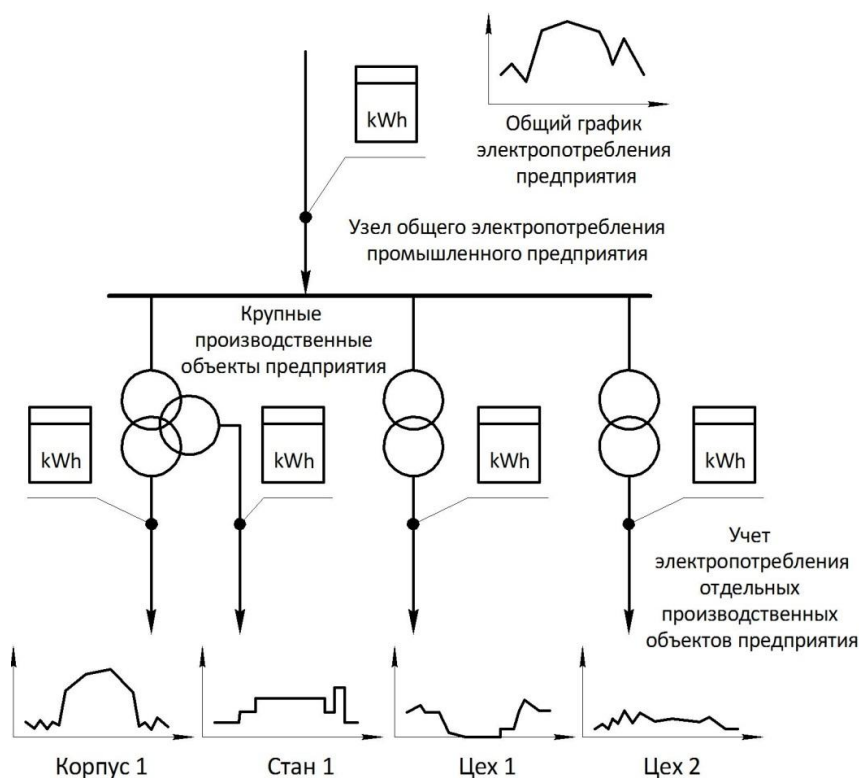 kWh
Общий график
электропотребления
предприятия
Узел общего электропотребления
промышленного предприятия
Крупные
производственные
объекты предприятия
kWh
kWh
kWh
kWh
Учет
электропотребления
отдельных
производственных
объектов предприятия
Корпус 1
Стан 1
Цех 1
Цех 2